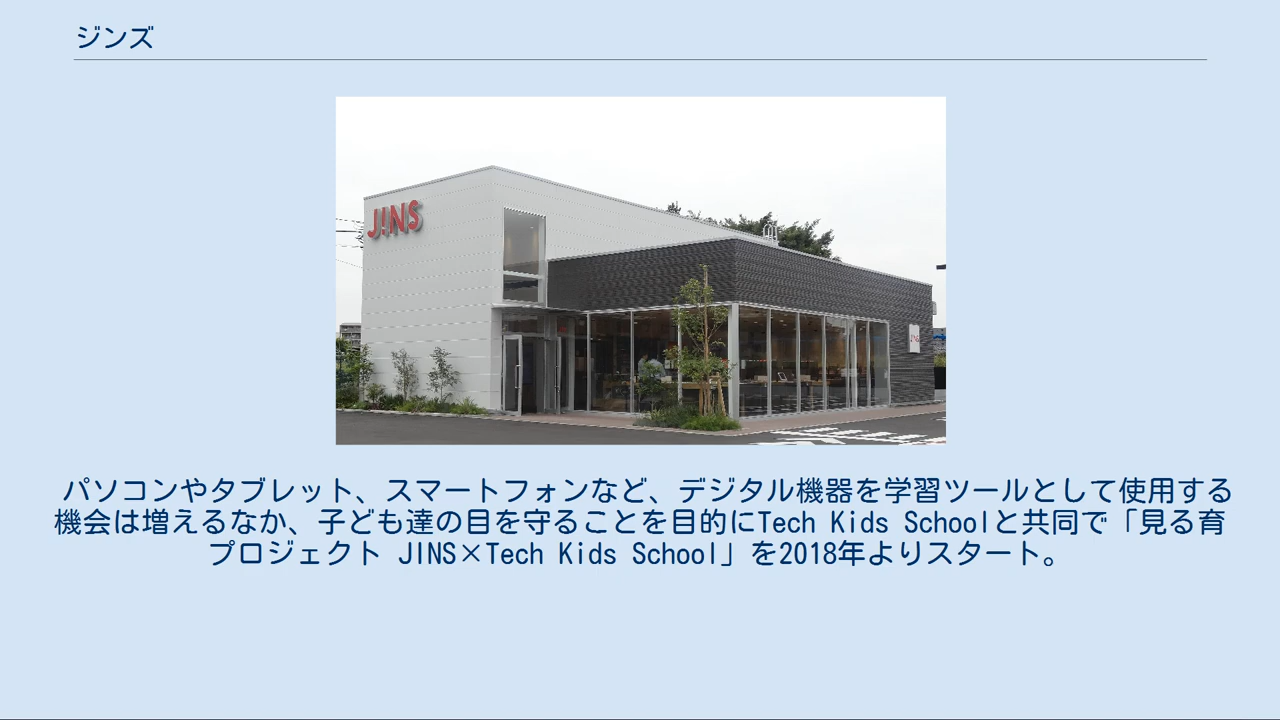 ジンズ
J!NS
パソコンやタブレット、スマートフォンなど、デジタル機器を学習ツールとして使用する
機会は増えるなか、子ども達の目を守ることを目的にTech Kids Schoolと共同で「見る育
プロジェクト JINS×Tech Kids School」を2018年よりスタート。